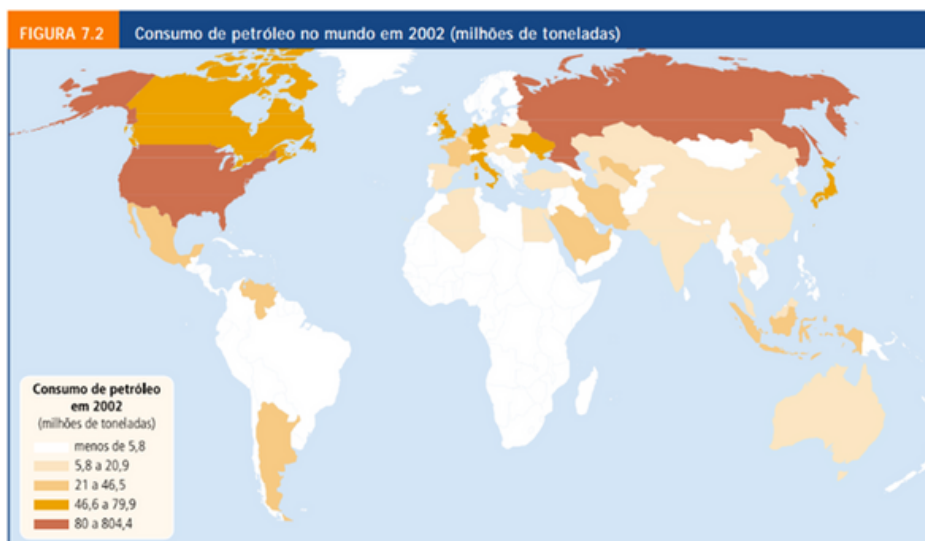 FIGURA 7.2
Consumo de petróleo no mundo em 2002 (milhões de toneladas)
Consumo de petróleo
em 2002
(milhões de toneladas)
menos de 5,8
5,8 a 20,9
21 a 46,5
46,6 a 79,9
80 a 804,4